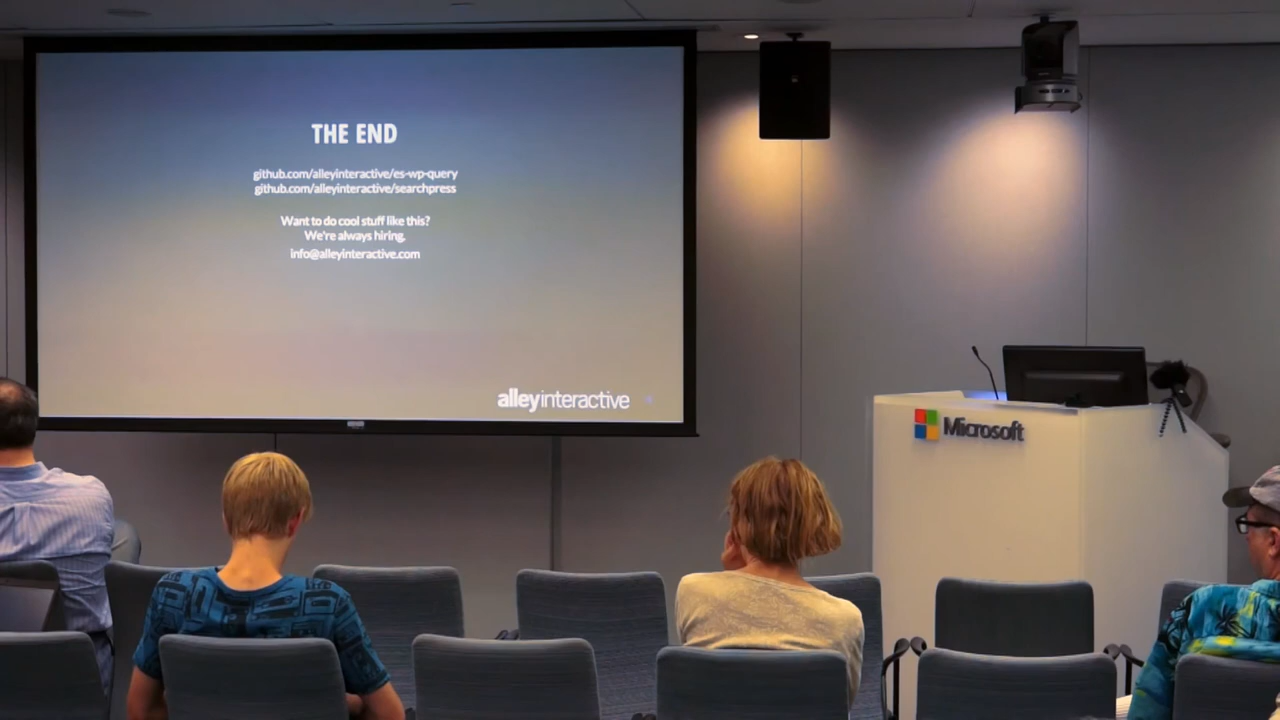 THE END
github.com/alleyinteractive/es-wp-query
github.com/alleyinteractive/searchpress
Want to do cool stuff like this?
We're always hiring.
info@alleyinteractive.com
alleyinteractive
Microsoft